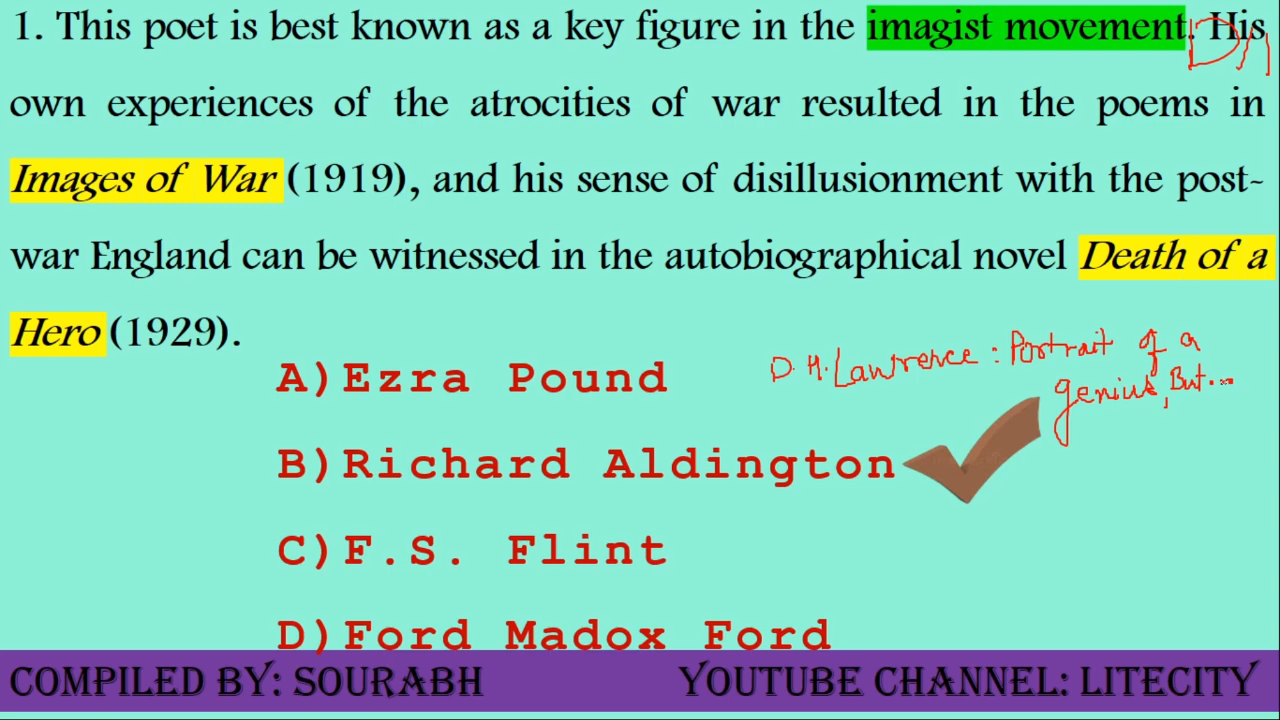 1. This poet is best known as a key figure in the imagist movement. His
own experiences of the atrocities of war resulted in the poems in
Images of War (1919), and his sense of disillusionment with the post-
war England can be witnessed in the autobiographical novel Death of a
Hero (1929).
A) Ezra Pound
D. H. Lawrence : Portrait of a
genius, But...
B) Richard Aldington
C) F.S. Flint
D) Ford Madox Ford
COMPILED BY: SOURABH YOUTUBE CHANNEL: LITECITY